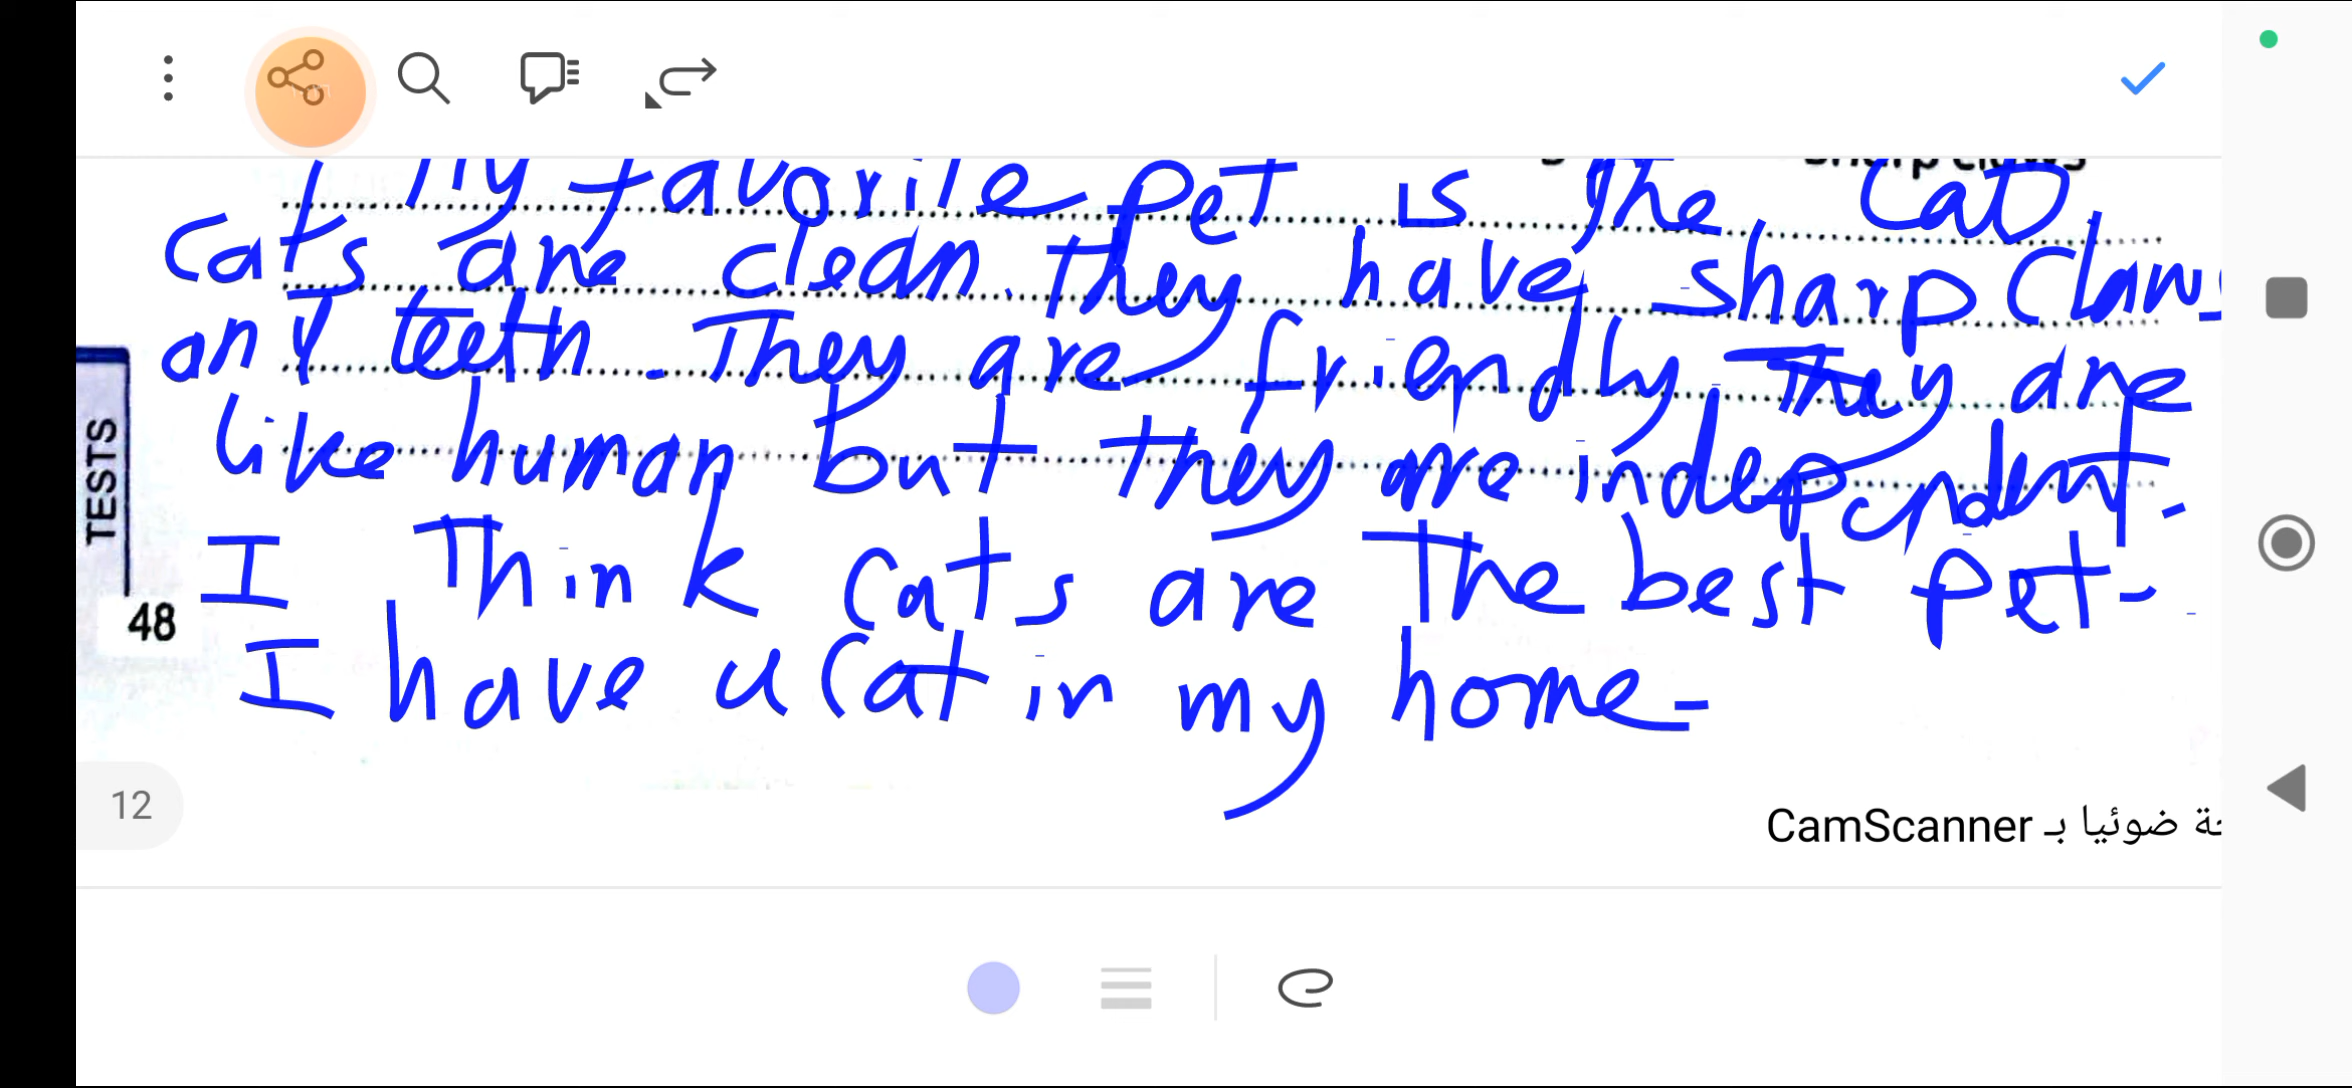 My favorite pet is the cat.
cats are clean. they have sharp claws
and teeth. They are friendly. They are
like human but they are independent.
I Think cats are The best pet.
I have a cat in my home.
TESTS
48
12
ضوئيا بـ CamScanner